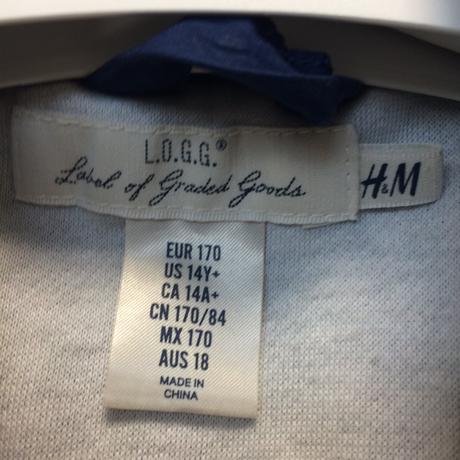 L.O.G.G.®
Label of Graded Goods
H&M
EUR 170
US 14Y+
CA 14A+
CN 170/84
MX 170
AUS 18
MADE IN
CHINA